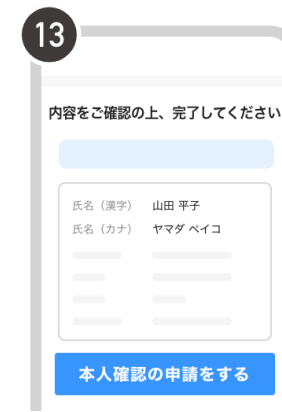 13
内容をご確認の上、完了してください
氏名（漢字） 山田 平子
氏名（カナ） ヤマダ ペイコ
本人確認の申請をする